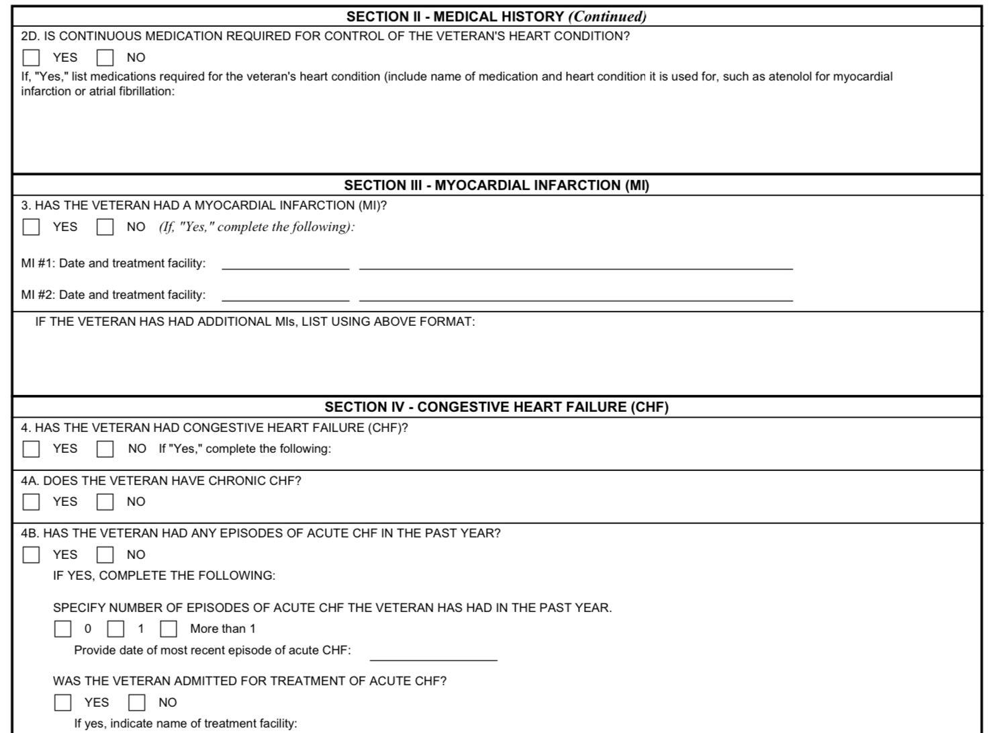 SECTION II - MEDICAL HISTORY (Continued)
2D. IS CONTINUOUS MEDICATION REQUIRED FOR CONTROL OF THE VETERAN'S HEART CONDITION?
YES NO
If, "Yes," list medications required for the veteran's heart condition (include name of medication and heart condition it is used for, such as atenolol for myocardial
infarction or atrial fibrillation:
SECTION III - MYOCARDIAL INFARCTION (MI)
3. HAS THE VETERAN HAD A MYOCARDIAL INFARCTION (MI)?
YES NO (If, "Yes," complete the following):
MI #1: Date and treatment facility:
MI #2: Date and treatment facility:
IF THE VETERAN HAS HAD ADDITIONAL MIs, LIST USING ABOVE FORMAT:
SECTION IV - CONGESTIVE HEART FAILURE (CHF)
4. HAS THE VETERAN HAD CONGESTIVE HEART FAILURE (CHF)?
YES NO If "Yes," complete the following:
4A. DOES THE VETERAN HAVE CHRONIC CHF?
YES NO
4B. HAS THE VETERAN HAD ANY EPISODES OF ACUTE CHF IN THE PAST YEAR?
YES NO
IF YES, COMPLETE THE FOLLOWING:
SPECIFY NUMBER OF EPISODES OF ACUTE CHF THE VETERAN HAS HAD IN THE PAST YEAR.
0 1 More than 1
Provide date of most recent episode of acute CHF:
WAS THE VETERAN ADMITTED FOR TREATMENT OF ACUTE CHF?
YES NO
If yes, indicate name of treatment facility: